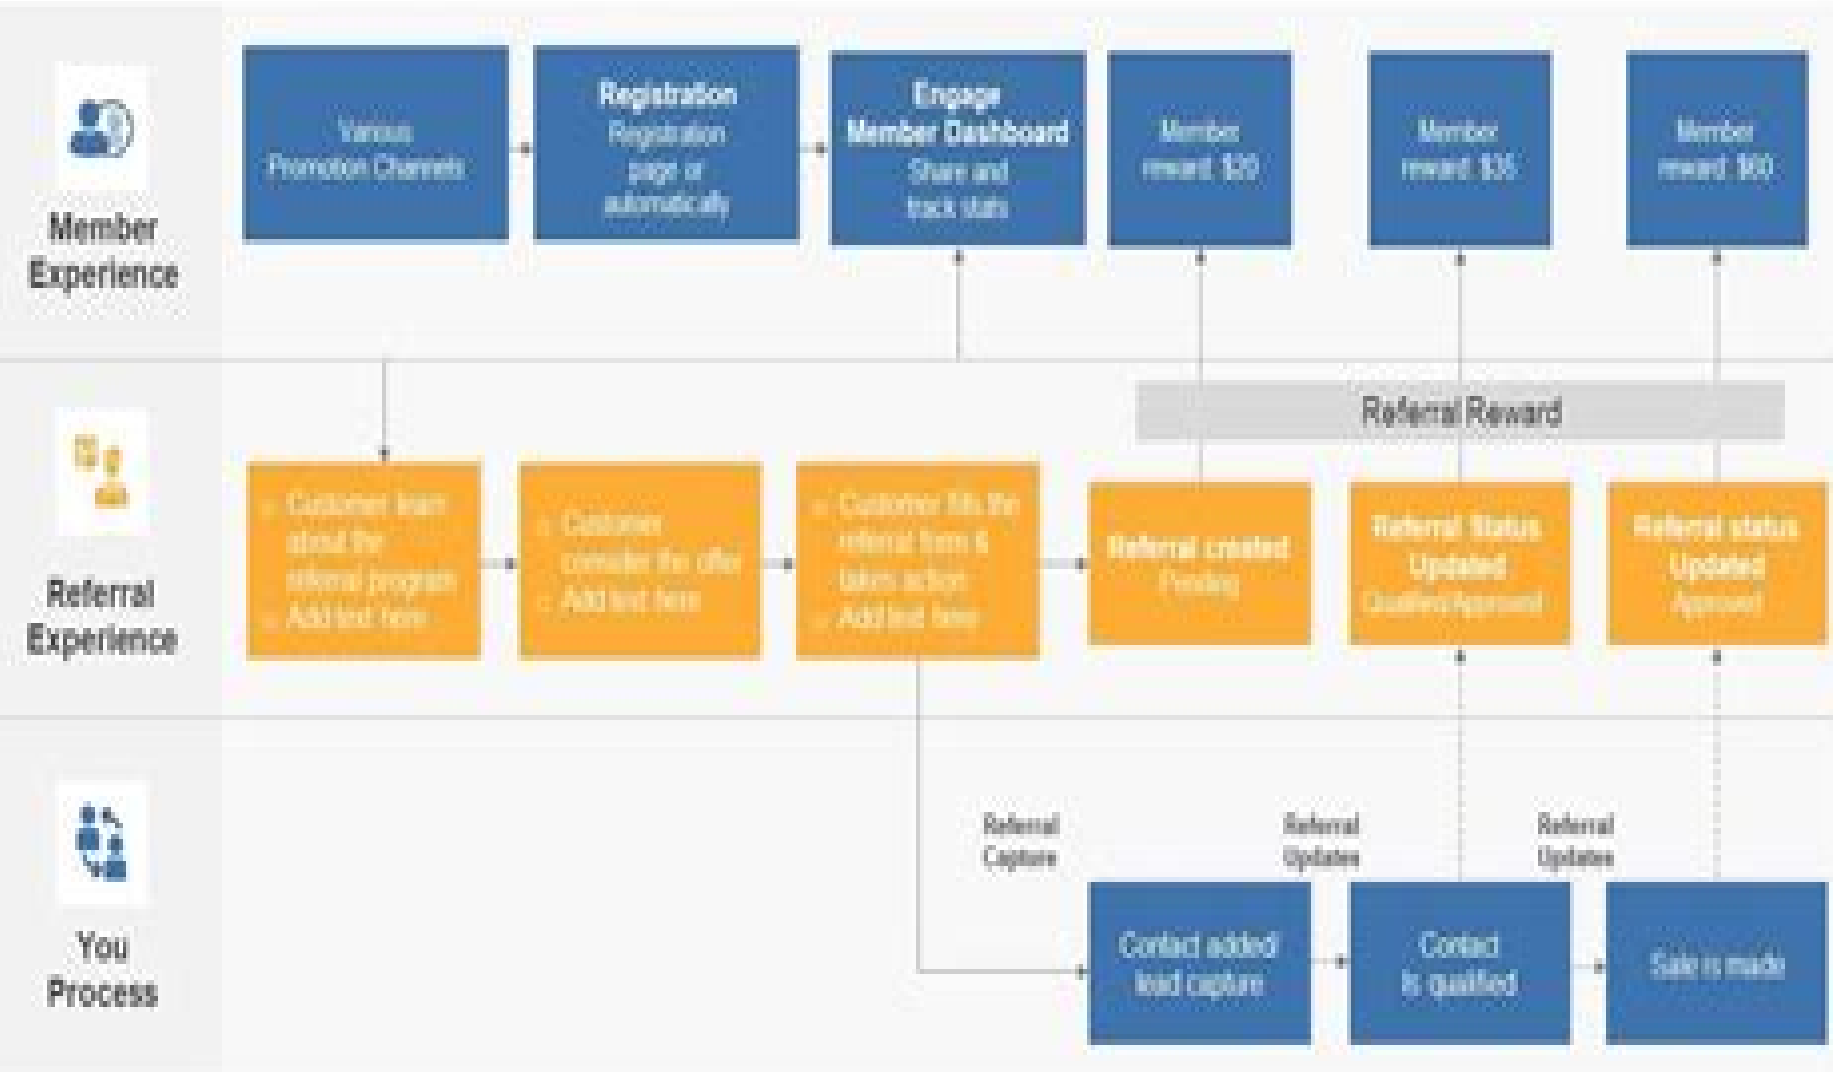 Member
Experience
Various
Promotion Channels
Registration
Registration
page or
automatically
Engage
Member Dashboard
Share and
track stats
Member
reward $20
Member
reward $35
Member
reward $60
Referral Reward
Referral
Experience
Customer learn
about the
referral program
Add text here
Customer
consider the offer
Add text here
Customer fills the
referral form &
takes action
Add text here
Referral created
Pending
Referral Status
Updated
Qualified/Approved
Referral status
Updated
Approved
You
Process
Referral
Capture
Referral
Updates
Referral
Updates
Contact added/
lead capture
Contact
Is qualified
Sale is made